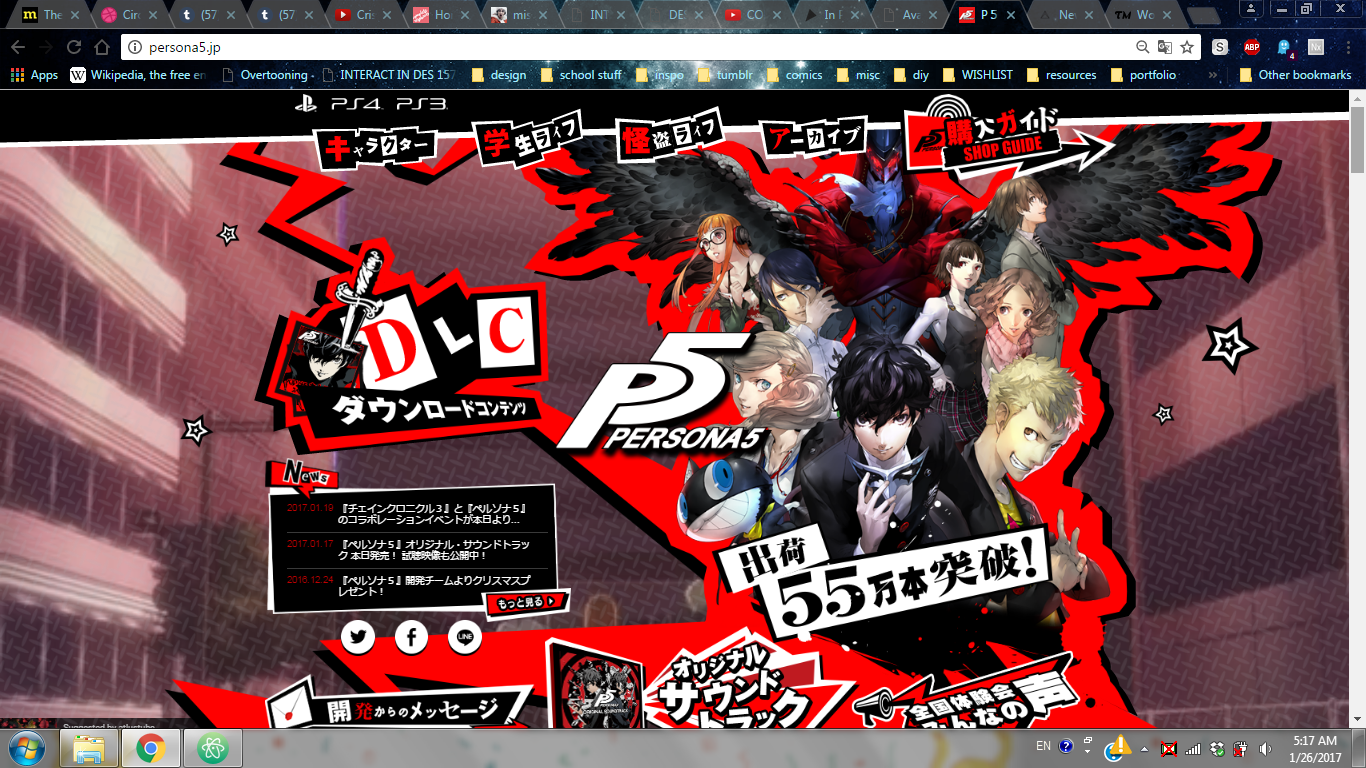 The
Circ
(57
(57
Cris
Ho
mis
INT
DE
CO
In F
Ava
P 5
Ne
Wo
persona5.jp
S
ABP
4
Nx
Apps
W
Wikipedia, the free en
Overtooning -
INTERACT IN DES 157
design
school stuff
inspo
tumblr
comics
misc
diy
WISHLIST
resources
portfolio
»
Other bookmarks
PS4 PS3
キャラクター
学生ライフ
怪盗ライフ
アーカイブ
P5
購入ガイド
SHOP GUIDE
DLC
ダウンロードコンテンツ
P5
PERSONA5
News
2017.01.19 『チェインクロニクル３』と『ペルソナ５』
のコラボレーションイベントが本日より...
2017.01.17 『ペルソナ５』オリジナル・サウンドトラッ
ク 本日発売！ 試聴映像も公開中！
2016.12.24 『ペルソナ５』開発チームよりクリスマスプ
レゼント！
もっと見る
LINE
出荷
55万本突破!
開発からのメッセージ
P5
ORIGINAL SOUNDTRACK
オリジナル
サウンド
トラック
全国体験会
みんなの声
Suggested by atlustube
EN
5:17 AM
1/26/2017